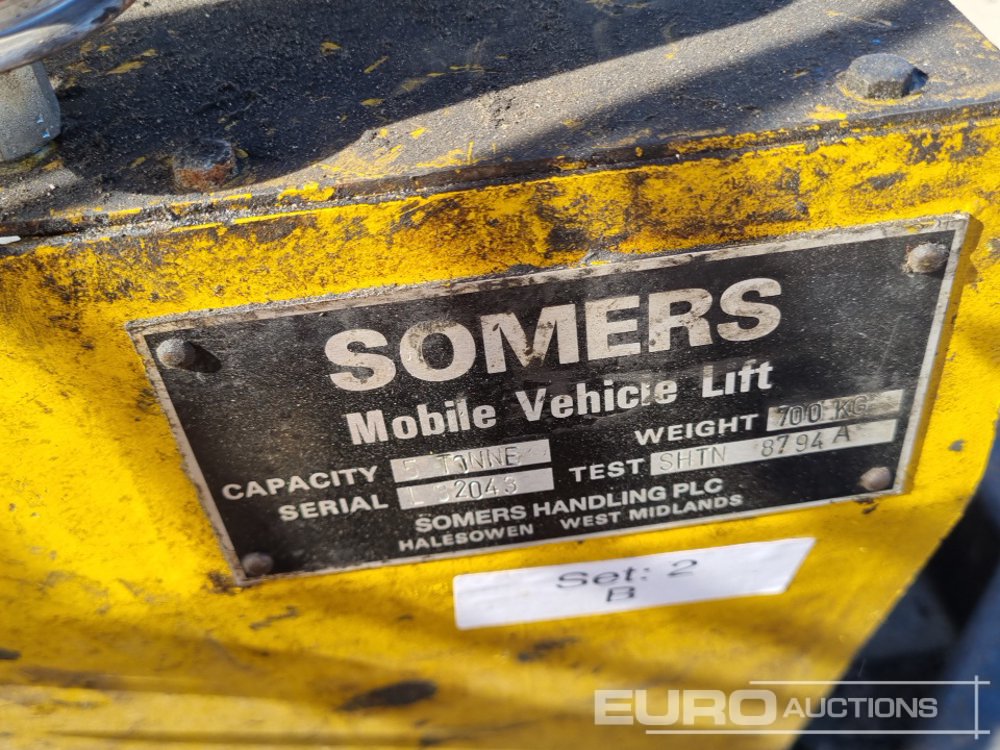 SOMERS
Mobile Vehicle Lift
CAPACITY 5 TONNE WEIGHT 700 KG
SERIAL TEST SHTN 8794 A
SOMERS HANDLING PLC
HALESOWEN WEST MIDLANDS
Set: 2
B
EURO AUCTIONS